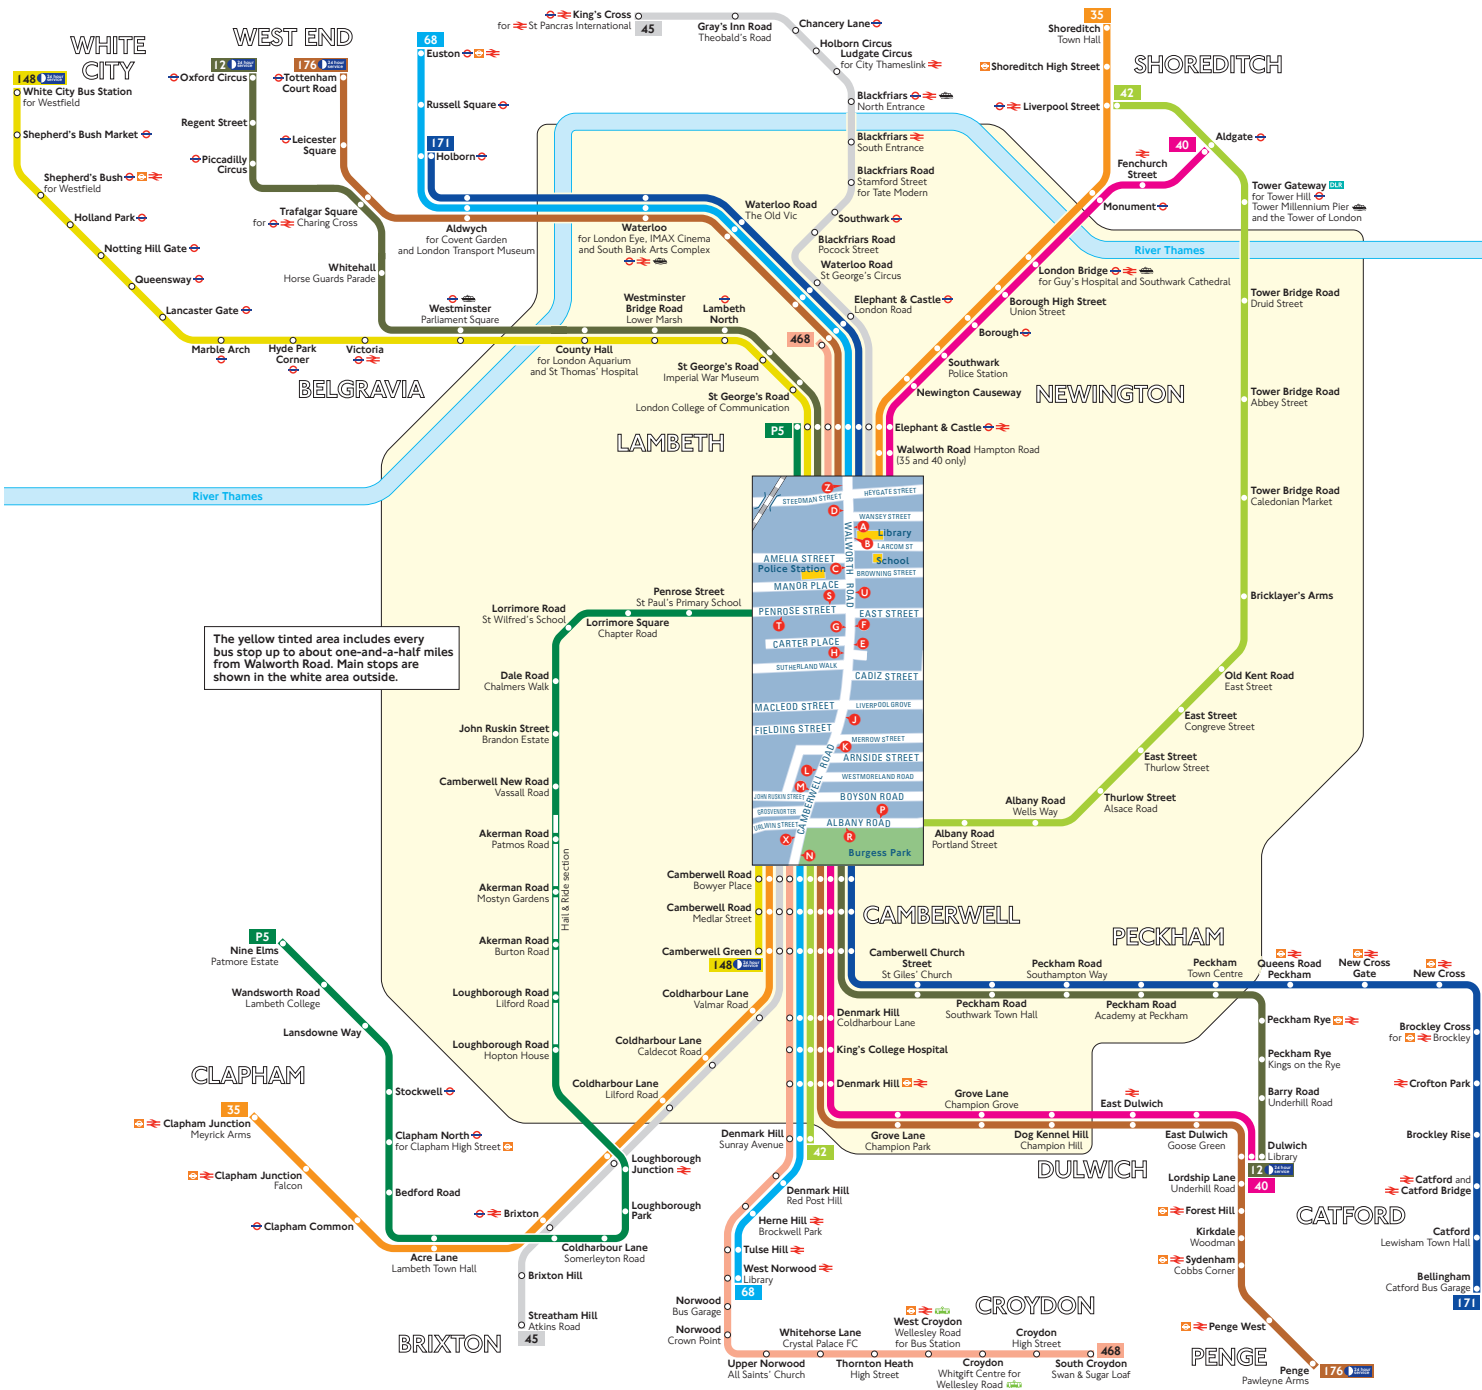 WHITE
CITY
148 24 hour service
White City Bus Station
for Westfield
Shepherd's Bush Market
Shepherd's Bush
for Westfield
Holland Park
Notting Hill Gate
Queensway
Lancaster Gate
Marble Arch
Hyde Park
Corner
Victoria
BELGRAVIA
WEST END
12 24 hour service
Oxford Circus
Regent Street
Piccadilly
Circus
176 24 hour service
Tottenham
Court Road
Leicester
Square
Trafalgar Square
for Charing Cross
Whitehall
Horse Guards Parade
Westminster
Parliament Square
County Hall
for London Aquarium
and St Thomas' Hospital
Westminster
Bridge Road
Lower Marsh
Lambeth
North
St George's Road
Imperial War Museum
St George's Road
London College of Communication
LAMBETH
68
Euston
Russell Square
171
Holborn
Aldwych
for Covent Garden
and London Transport Museum
Waterloo
for London Eye, IMAX Cinema
and South Bank Arts Complex
Waterloo Road
The Old Vic
King's Cross
for St Pancras International
45
Gray's Inn Road
Theobald's Road
Chancery Lane
Holborn Circus
Ludgate Circus
for City Thameslink
Blackfriars
North Entrance
Blackfriars
South Entrance
Blackfriars Road
Stamford Street
for Tate Modern
Southwark
Blackfriars Road
Pocock Street
Waterloo Road
St George's Circus
Elephant & Castle
London Road
468
P5
Elephant & Castle
Walworth Road Hampton Road
(35 and 40 only)
35
Shoreditch
Town Hall
Shoreditch High Street
SHOREDITCH
Liverpool Street
42
Aldgate
40
Fenchurch
Street
Monument
Tower Gateway DLR
for Tower Hill
Tower Millennium Pier
and the Tower of London
River Thames
London Bridge
for Guy's Hospital and Southwark Cathedral
Borough High Street
Union Street
Borough
Southwark
Police Station
Newington Causeway
NEWINGTON
Tower Bridge Road
Druid Street
Tower Bridge Road
Abbey Street
Tower Bridge Road
Caledonian Market
Bricklayer's Arms
Old Kent Road
East Street
East Street
Congreve Street
East Street
Thurlow Street
Thurlow Street
Alsace Road
Albany Road
Wells Way
Albany Road
Portland Street
River Thames
The yellow tinted area includes every
bus stop up to about one-and-a-half miles
from Walworth Road. Main stops are
shown in the white area outside.
Z
STEEDMAN STREET
HEYGATE STREET
D
WANSEY STREET
A
Library
B
LARCOM ST
WALWORTH ROAD
AMELIA STREET
School
Police Station
C
BROWNING STREET
MANOR PLACE
S
U
PENROSE STREET
EAST STREET
T
G
F
CARTER PLACE
E
H
SUTHERLAND WALK
CADIZ STREET
MACLEOD STREET
LIVERPOOL GROVE
J
FIELDING STREET
MERROW STREET
K
ARNSIDE STREET
L
WESTMORELAND ROAD
M
CAMBERWELL ROAD
JOHN RUSKIN STREET
BOYSON ROAD
GROSVENOR TER
P
URLWIN STREET
ALBANY ROAD
X
R
N
Burgess Park
Penrose Street
St Paul's Primary School
Lorrimore Square
Chapter Road
Lorrimore Road
St Wilfred's School
Dale Road
Chalmers Walk
John Ruskin Street
Brandon Estate
Camberwell New Road
Vassall Road
Akerman Road
Patmos Road
Akerman Road
Mostyn Gardens
Akerman Road
Burton Road
Hail & Ride section
Loughborough Road
Lilford Road
Loughborough Road
Hopton House
Loughborough
Junction
Loughborough
Park
Coldharbour Lane
Somerleyton Road
P5
Nine Elms
Patmore Estate
Wandsworth Road
Lambeth College
Lansdowne Way
Stockwell
Clapham North
for Clapham High Street
Bedford Road
CLAPHAM
35
Clapham Junction
Meyrick Arms
Clapham Junction
Falcon
Clapham Common
Acre Lane
Lambeth Town Hall
Brixton
Brixton Hill
Streatham Hill
Atkins Road
45
BRIXTON
Camberwell Road
Bowyer Place
Camberwell Road
Medlar Street
Camberwell Green
148 24 hour service
Coldharbour Lane
Valmar Road
Coldharbour Lane
Caldecot Road
Coldharbour Lane
Lilford Road
CAMBERWELL
Camberwell Church
Street
St Giles' Church
Denmark Hill
Coldharbour Lane
King's College Hospital
Denmark Hill
Denmark Hill
Sunray Avenue
42
Denmark Hill
Red Post Hill
Herne Hill
Brockwell Park
Tulse Hill
West Norwood
Library
68
Norwood
Bus Garage
Norwood
Crown Point
Upper Norwood
All Saints' Church
Whitehorse Lane
Crystal Palace FC
Thornton Heath
High Street
West Croydon
Wellesley Road
for Bus Station
Croydon
Whitgift Centre for
Wellesley Road
Croydon
High Street
CROYDON
468
South Croydon
Swan & Sugar Loaf
PECKHAM
Peckham Road
Southwark Town Hall
Peckham Road
Southampton Way
Peckham Road
Academy at Peckham
Peckham
Town Centre
Queens Road
Peckham
New Cross
Gate
New Cross
Peckham Rye
Peckham Rye
Kings on the Rye
Barry Road
Underhill Road
Dulwich
Library
12 24 hour service
40
Grove Lane
Champion Grove
Grove Lane
Champion Park
Dog Kennel Hill
Champion Hill
East Dulwich
East Dulwich
Goose Green
DULWICH
Lordship Lane
Underhill Road
Forest Hill
Kirkdale
Woodman
Sydenham
Cobbs Corner
Penge West
PENGE
Penge
Pawleyne Arms
176 24 hour service
Brockley Cross
for Brockley
Crofton Park
Brockley Rise
Catford and
Catford Bridge
CATFORD
Catford
Lewisham Town Hall
Bellingham
Catford Bus Garage
171